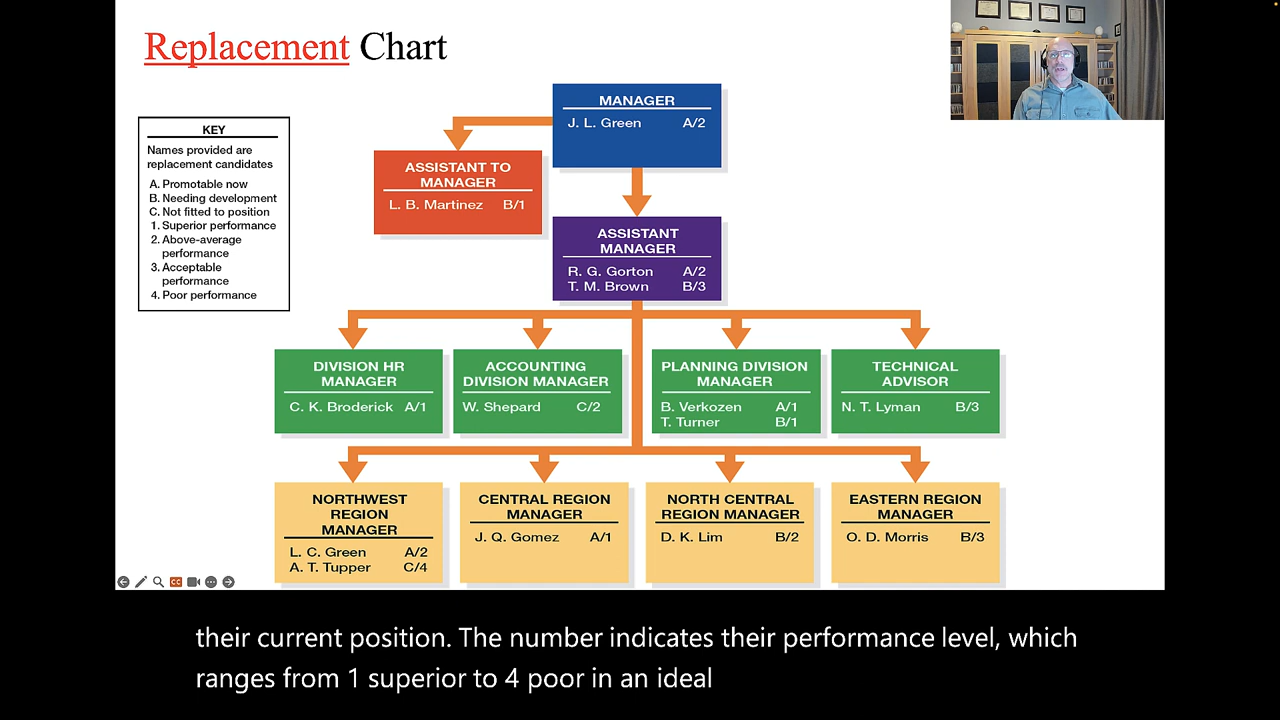 Replacement Chart
KEY
Names provided are
replacement candidates
A. Promotable now
B. Needing development
C. Not fitted to position
1. Superior performance
2. Above-average
performance
3. Acceptable
performance
4. Poor performance
MANAGER
J. L. Green A/2
ASSISTANT TO
MANAGER
L. B. Martinez B/1
ASSISTANT
MANAGER
R. G. Gorton A/2
T. M. Brown B/3
DIVISION HR
MANAGER
C. K. Broderick A/1
ACCOUNTING
DIVISION MANAGER
W. Shepard C/2
PLANNING DIVISION
MANAGER
B. Verkozen A/1
T. Turner B/1
TECHNICAL
ADVISOR
N. T. Lyman B/3
NORTHWEST
REGION
MANAGER
L. C. Green A/2
A. T. Tupper C/4
CENTRAL REGION
MANAGER
J. Q. Gomez A/1
NORTH CENTRAL
REGION MANAGER
D. K. Lim B/2
EASTERN REGION
MANAGER
O. D. Morris B/3
CC
their current position. The number indicates their performance level, which
ranges from 1 superior to 4 poor in an ideal